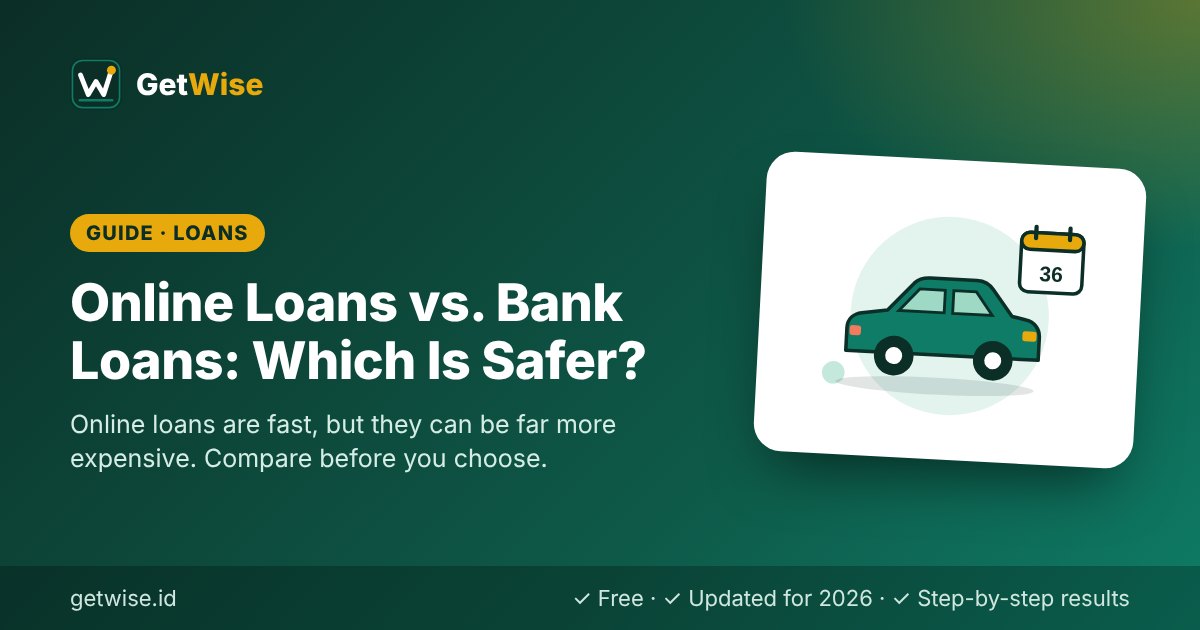 GetWise
GUIDE · LOANS
Online Loans vs. Bank
Loans: Which Is Safer?
Online loans are fast, but they can be far more
expensive. Compare before you choose.
36
getwise.id
✓ Free · ✓ Updated for 2026 · ✓ Step-by-step results